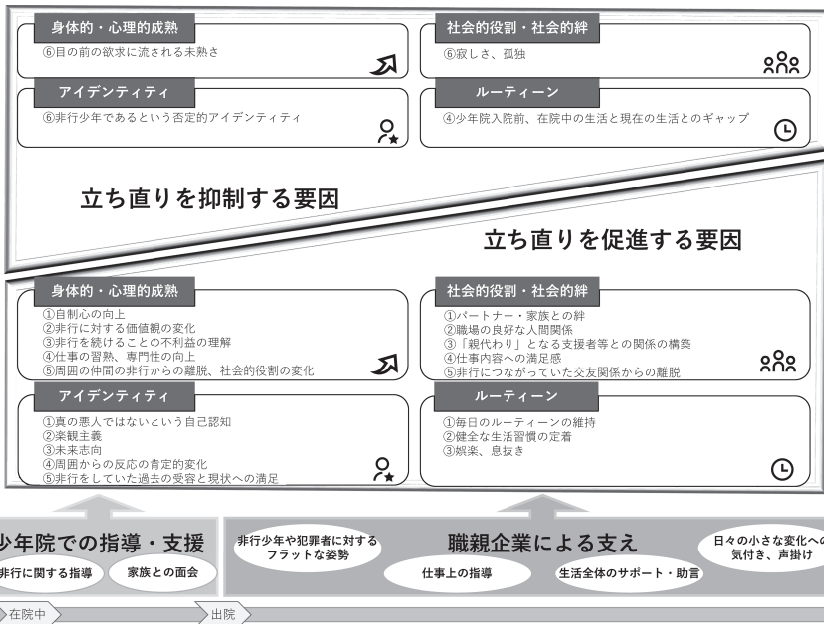 身体的・心理的成熟
⑥目の前の欲求に流される未熟さ
社会的役割・社会的絆
⑥寂しさ、孤独
アイデンティティ
⑥非行少年であるという否定的アイデンティティ
ルーティーン
④少年院入院前、在院中の生活と現在の生活とのギャップ
立ち直りを抑制する要因
立ち直りを促進する要因
身体的・心理的成熟
①自制心の向上
②非行に対する価値観の変化
③非行を続けることの不利益の理解
④仕事の習熟、専門性の向上
⑤周囲の仲間の非行からの離脱、社会的役割の変化
社会的役割・社会的絆
①パートナー・家族との絆
②職場の良好な人間関係
③「親代わり」となる支援者等との関係の構築
④仕事内容への満足感
⑤非行につながっていた交友関係からの離脱
アイデンティティ
①真の悪人ではないという自己認知
②楽観主義
③未来志向
④周囲からの反応の肯定的変化
⑤非行をしていた過去の受容と現状への満足
ルーティーン
①毎日のルーティーンの維持
②健全な生活習慣の定着
③娯楽、息抜き
少年院での指導・支援
非行に関する指導
家族との面会
職親企業による支え
非行少年や犯罪者に対する
フラットな姿勢
仕事上の指導
生活全体のサポート・助言
日々の小さな変化への
気付き、声掛け
在院中
出院